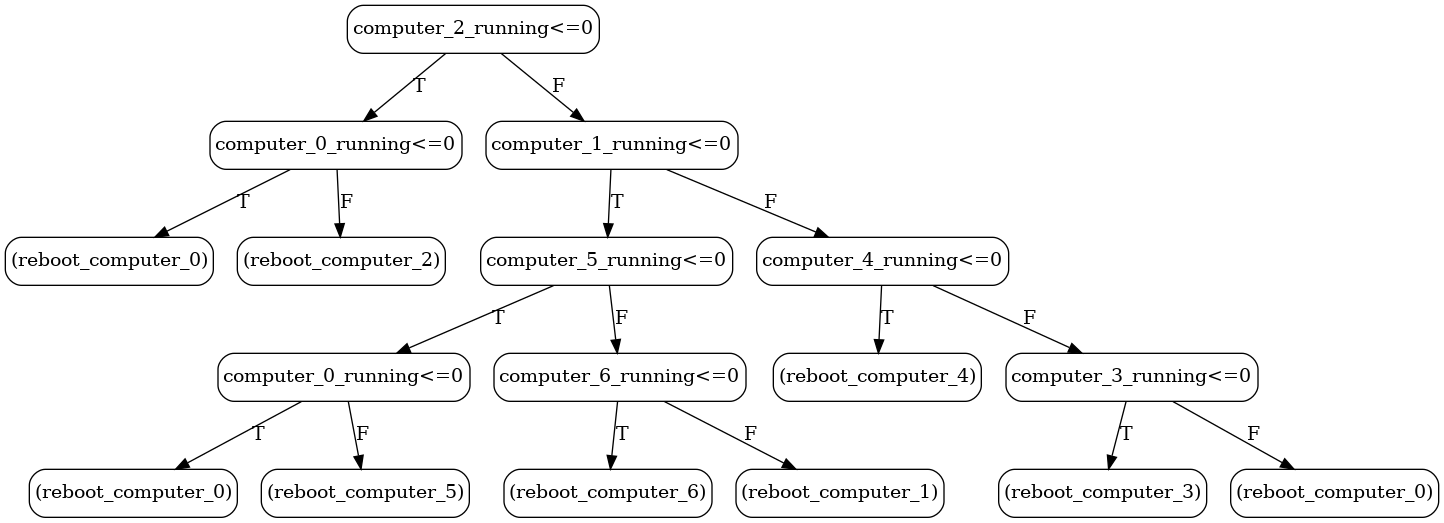 computer_2_running<=0
T
F
computer_0_running<=0
computer_1_running<=0
T
F
T
F
(reboot_computer_0)
(reboot_computer_2)
computer_5_running<=0
computer_4_running<=0
T
F
T
F
computer_0_running<=0
computer_6_running<=0
(reboot_computer_4)
computer_3_running<=0
T
F
T
F
T
F
(reboot_computer_0)
(reboot_computer_5)
(reboot_computer_6)
(reboot_computer_1)
(reboot_computer_3)
(reboot_computer_0)